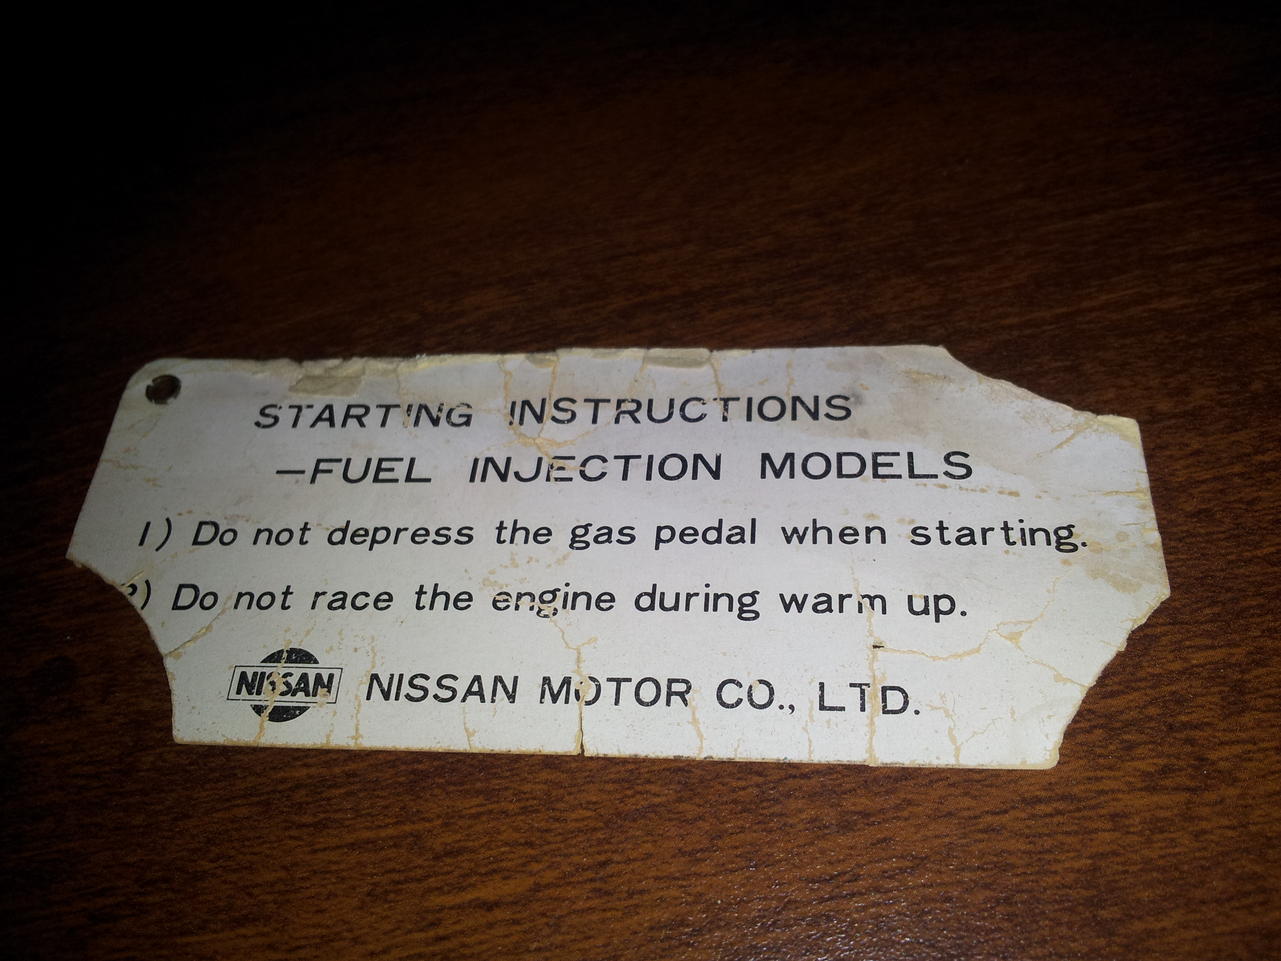 STARTING INSTRUCTIONS
—FUEL INJECTION MODELS
1) Do not depress the gas pedal when starting.
2) Do not race the engine during warm up.
NISSAN NISSAN MOTOR CO., LTD.